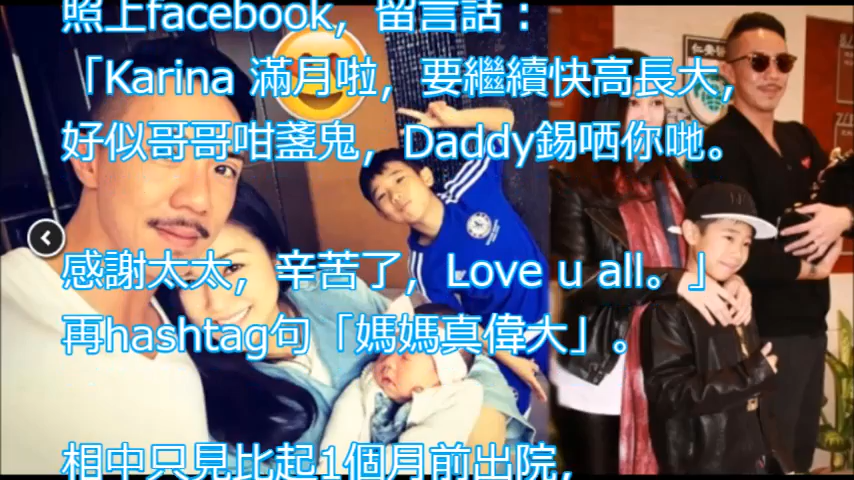 照上facebook，留言話：
「Karina 滿月啦，要繼續快高長大，
好似哥哥咁盞鬼，Daddy錫哂你哋。
感謝太太，辛苦了，Love u all。」
再hashtag句「媽媽真偉大」。
相中只見比起1個月前出院，